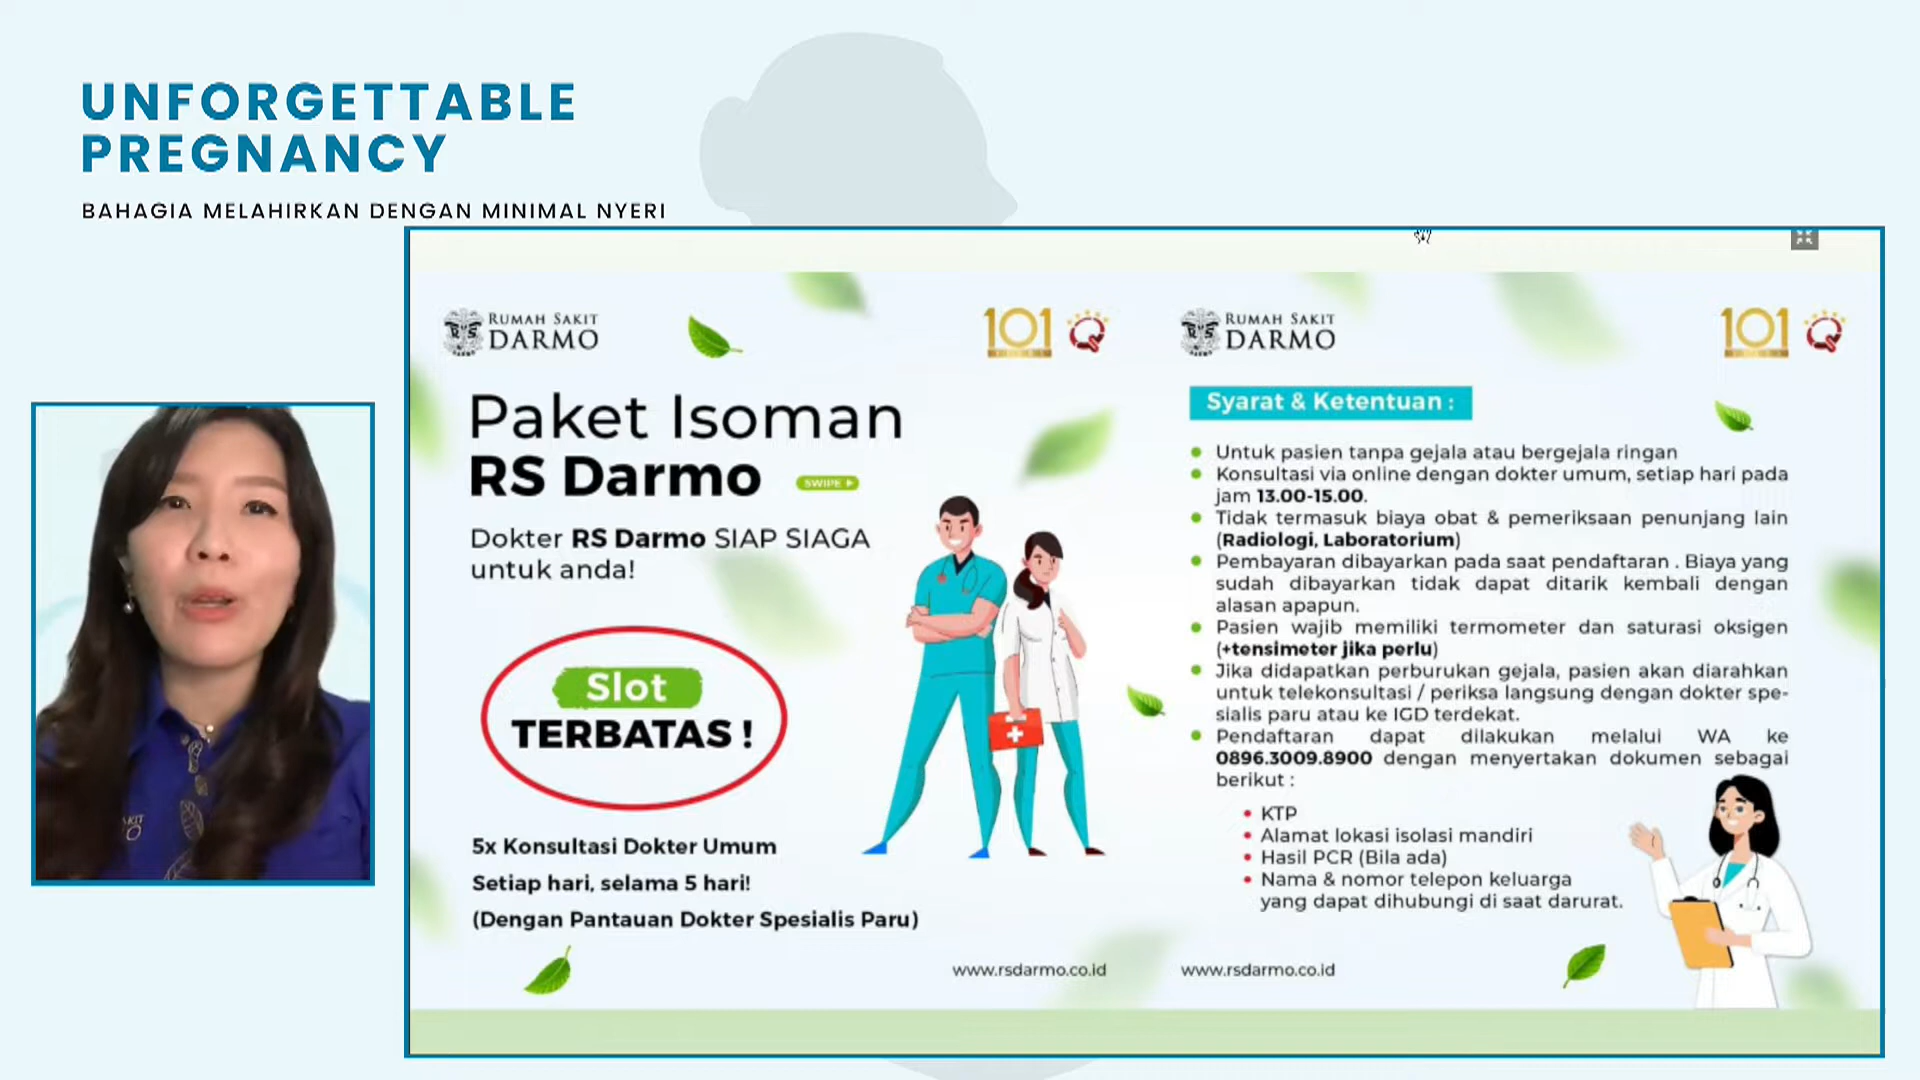 UNFORGETTABLE
PREGNANCY
BAHAGIA MELAHIRKAN DENGAN MINIMAL NYERI
RUMAH SAKIT
DARMO
101
Paket Isoman
RS Darmo
SWIPE
Dokter RS Darmo SIAP SIAGA
untuk anda!
Slot
TERBATAS !
5x Konsultasi Dokter Umum
Setiap hari, selama 5 hari!
(Dengan Pantauan Dokter Spesialis Paru)
www.rsdarmo.co.id
RUMAH SAKIT
DARMO
101
Syarat & Ketentuan :
Untuk pasien tanpa gejala atau bergejala ringan
Konsultasi via online dengan dokter umum, setiap hari pada
jam 13.00-15.00.
Tidak termasuk biaya obat & pemeriksaan penunjang lain
(Radiologi, Laboratorium)
Pembayaran dibayarkan pada saat pendaftaran . Biaya yang
sudah dibayarkan tidak dapat ditarik kembali dengan
alasan apapun.
Pasien wajib memiliki termometer dan saturasi oksigen
(+tensimeter jika perlu)
Jika didapatkan perburukan gejala, pasien akan diarahkan
untuk telekonsultasi / periksa langsung dengan dokter spe-
sialis paru atau ke IGD terdekat.
Pendaftaran dapat dilakukan melalui WA ke
0896.3009.8900 dengan menyertakan dokumen sebagai
berikut :
KTP
Alamat lokasi isolasi mandiri
Hasil PCR (Bila ada)
Nama & nomor telepon keluarga
yang dapat dihubungi di saat darurat.
www.rsdarmo.co.id